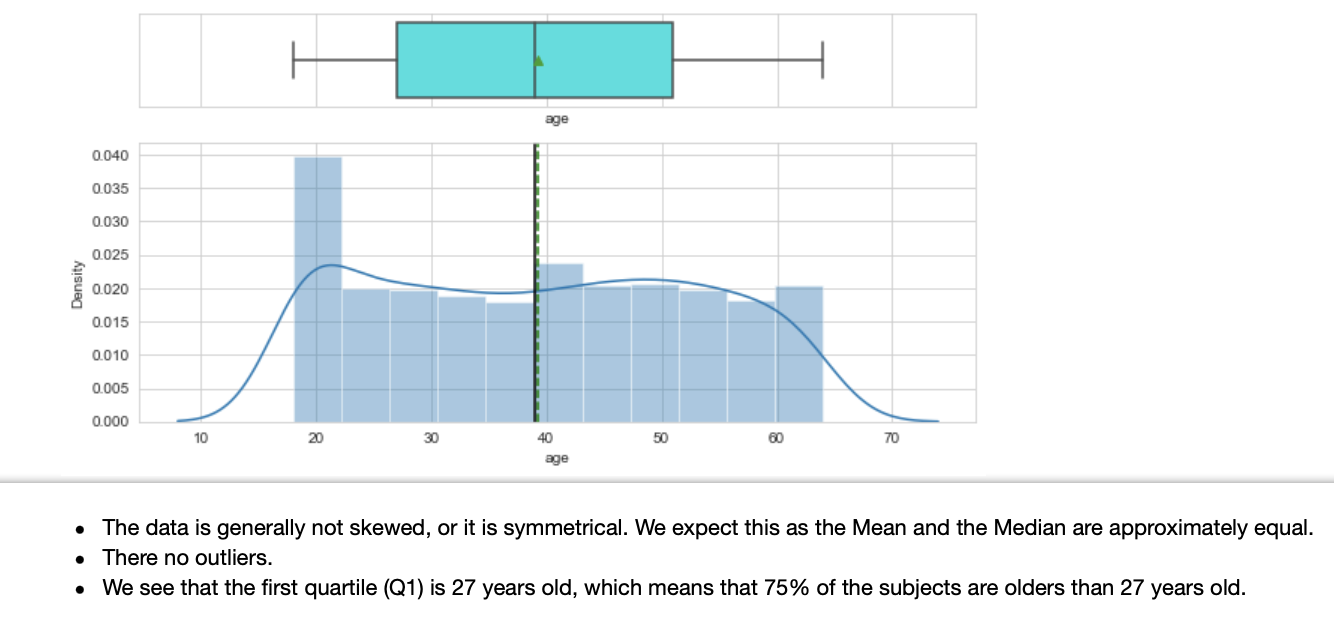 age
0.040
0.035
0.030
0.025
0.020
0.015
0.010
0.005
0.000
Density
10 20 30 40 50 60 70
age
• The data is generally not skewed, or it is symmetrical. We expect this as the Mean and the Median are approximately equal.
• There no outliers.
• We see that the first quartile (Q1) is 27 years old, which means that 75% of the subjects are olders than 27 years old.